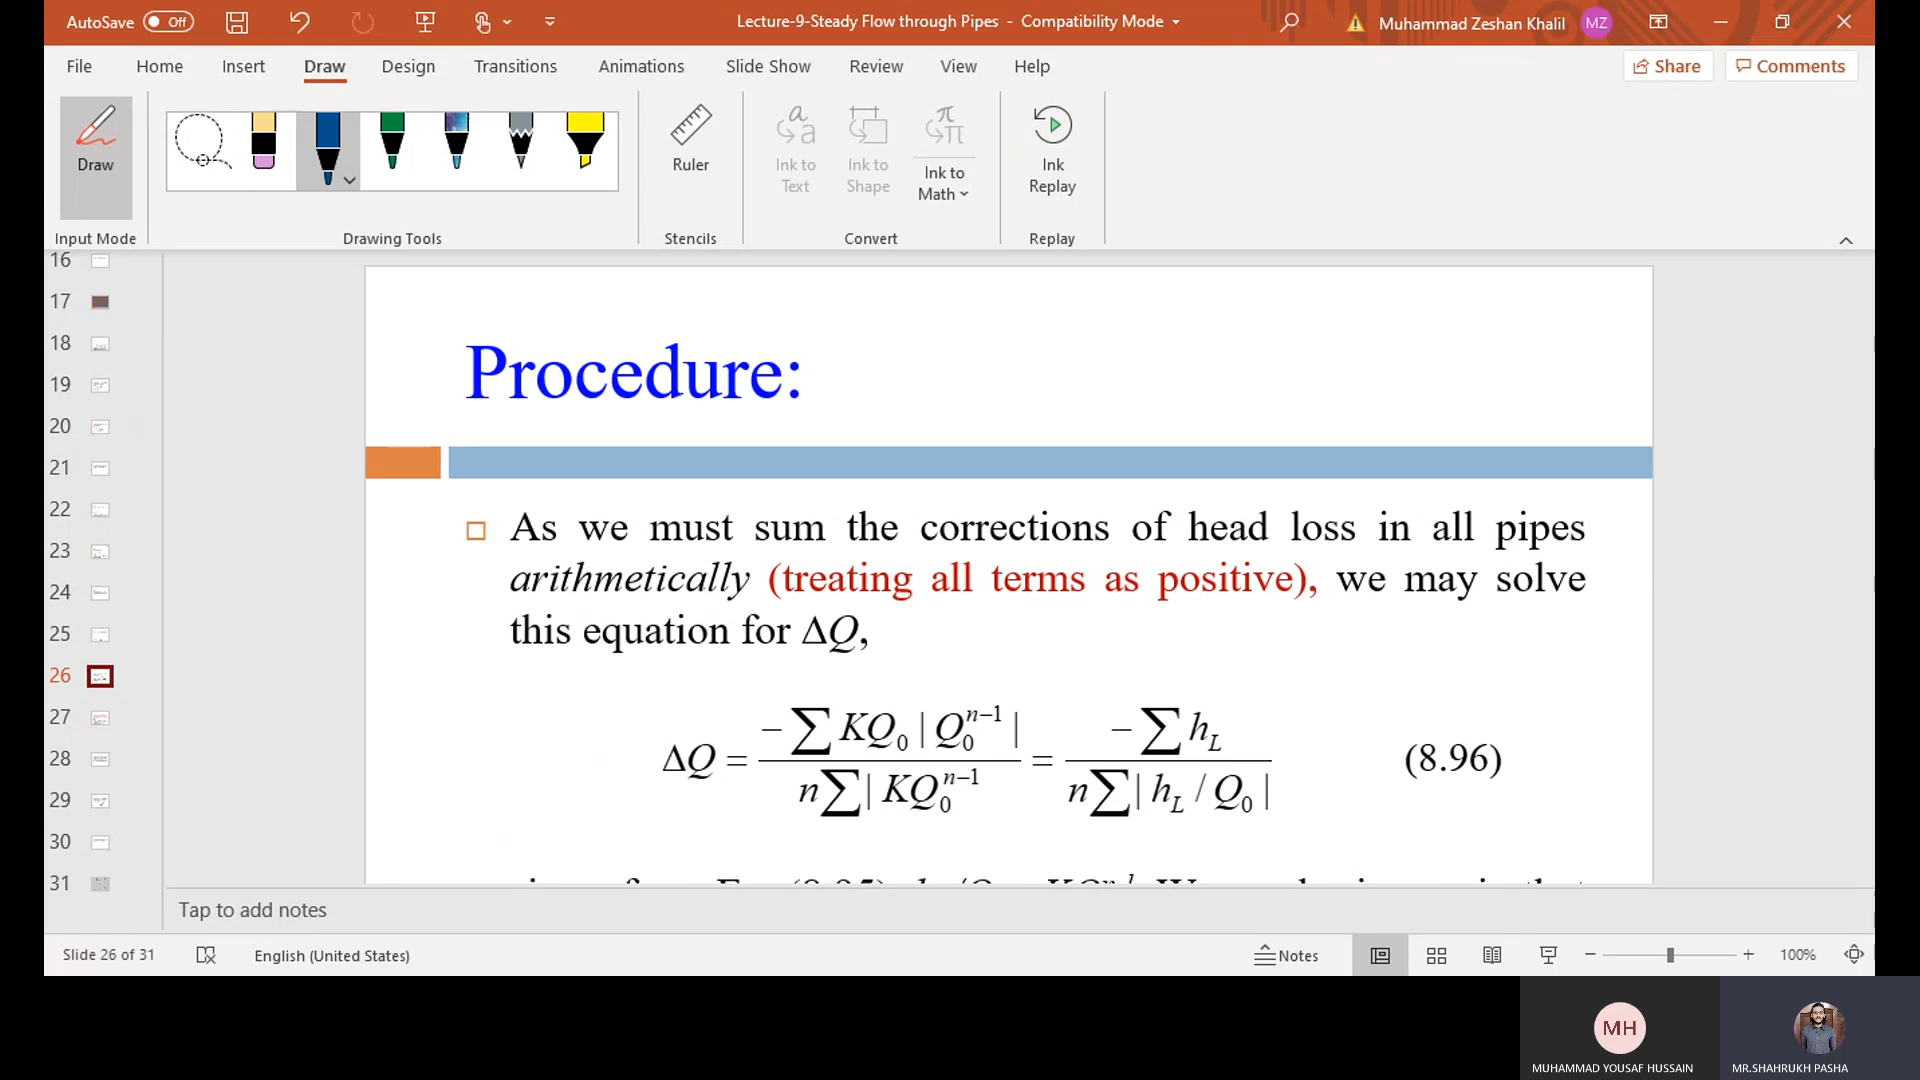 AutoSave Off Lecture-9-Steady Flow through Pipes - Compatibility Mode Muhammad Zeshan Khalil MZ
File Home Insert Draw Design Transitions Animations Slide Show Review View Help Share Comments
Draw
Ruler
Ink to
Text
Ink to
Shape
Ink to
Math
Ink
Replay
Input Mode Drawing Tools Stencils Convert Replay
16
17
18
19
20
21
22
23
24
25
26
27
28
29
30
31
Procedure:
As we must sum the corrections of head loss in all pipes
arithmetically (treating all terms as positive), we may solve
this equation for ΔQ,
ΔQ = −∑KQ₀|Q₀ⁿ⁻¹| / n∑|KQ₀ⁿ⁻¹ = −∑h_L / n∑|h_L/Q₀| (8.96)
Tap to add notes
Slide 26 of 31 English (United States) Notes 100%
MH
MUHAMMAD YOUSAF HUSSAIN MR.SHAHRUKH PASHA